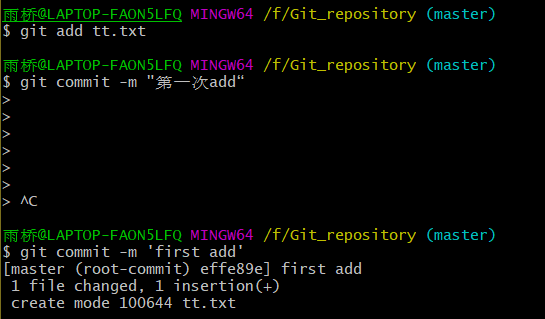 雨桥@LAPTOP-FAON5LFQ MINGW64 /f/Git_repository (master)
$ git add tt.txt
雨桥@LAPTOP-FAON5LFQ MINGW64 /f/Git_repository (master)
$ git commit -m "第一次add“
>
>
>
>
>
>
> ^C
雨桥@LAPTOP-FAON5LFQ MINGW64 /f/Git_repository (master)
$ git commit -m 'first add'
[master (root-commit) effe89e] first add
1 file changed, 1 insertion(+)
create mode 100644 tt.txt